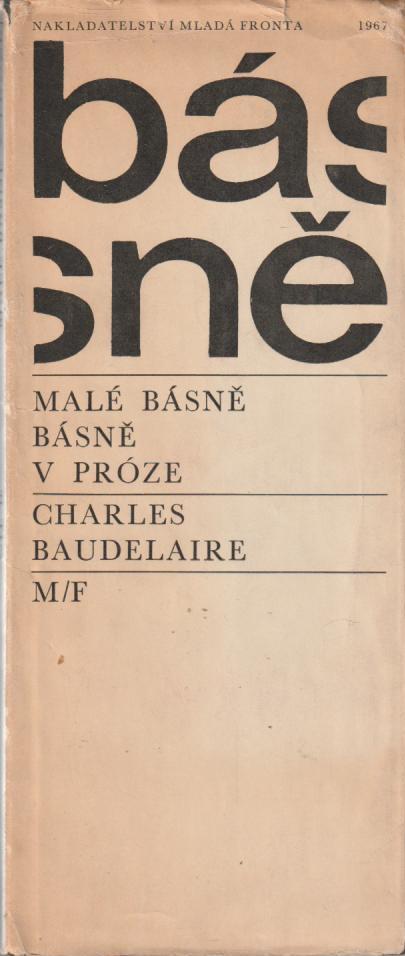 NAKLADATELSTVÍ MLADÁ FRONTA 1967
bás
sně
MALÉ BÁSNĚ
BÁSNĚ
V PRÓZE
CHARLES
BAUDELAIRE
M/F